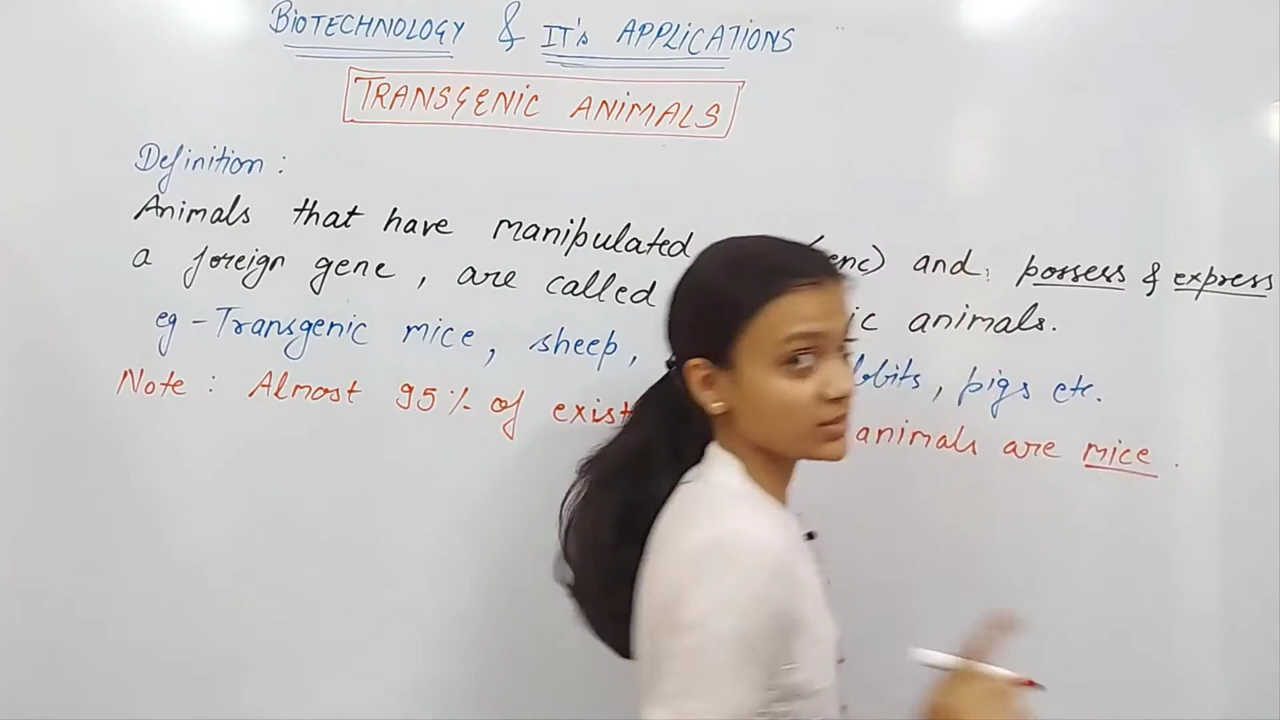 BIOTECHNOLOGY & IT's APPLICATIONS
TRANSGENIC ANIMALS
Definition :
Animals that have manipulated and possess & express
a foreign gene, are called animals.
eg - Transgenic mice, sheep, pigs etc.
Note : Almost 95% of animals are mice.